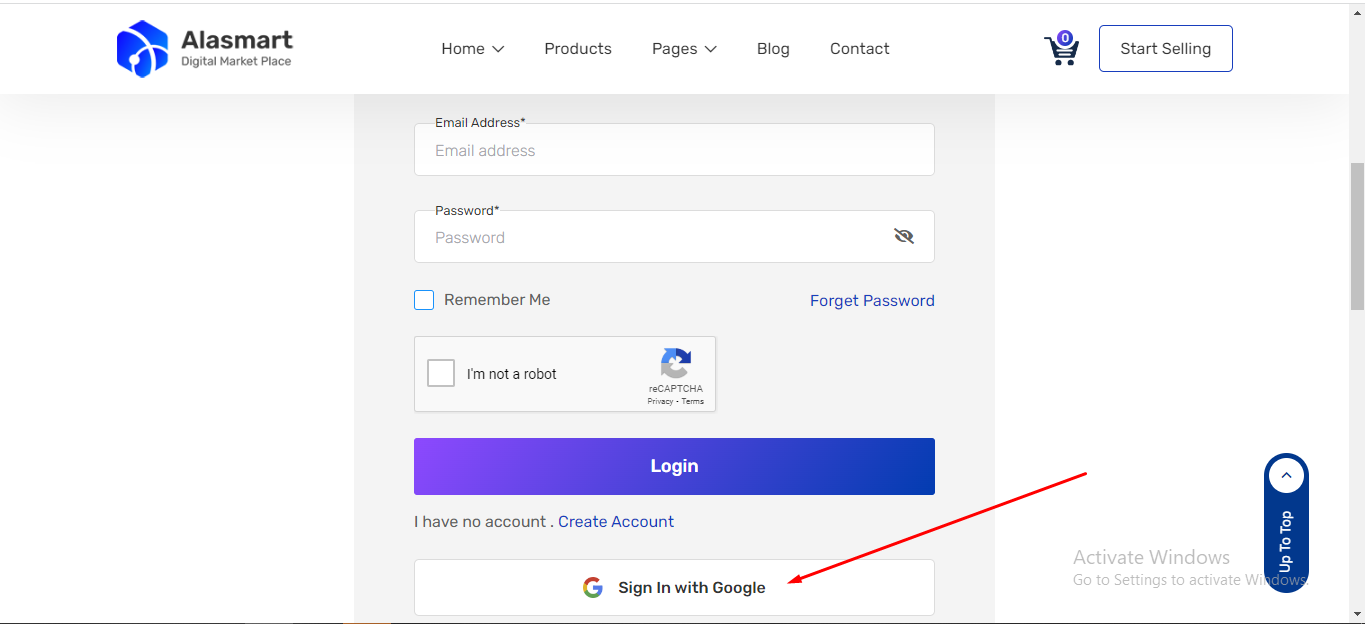 Alasmart
Digital Market Place
Home Products Pages Blog Contact
0
Start Selling
Email Address*
Email address
Password*
Password
Remember Me Forget Password
I'm not a robot
reCAPTCHA
Privacy - Terms
Login
I have no account . Create Account
Sign In with Google
Up To Top
Activate Windows
Go to Settings to activate Windows.